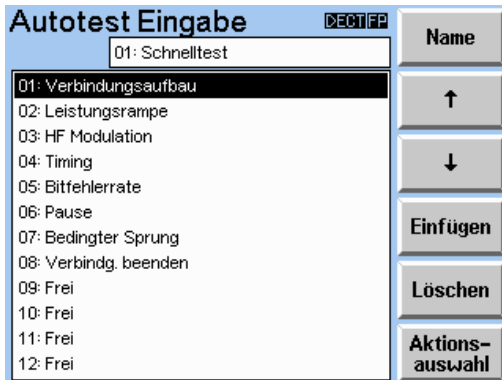 Autotest Eingabe
DECT FP
01: Schnelltest
01: Verbindungsaufbau
02: Leistungsrampe
03: HF Modulation
04: Timing
05: Bitfehlerrate
06: Pause
07: Bedingter Sprung
08: Verbindg. beenden
09: Frei
10: Frei
11: Frei
12: Frei
Name
↑
↓
Einfügen
Löschen
Aktions-
auswahl